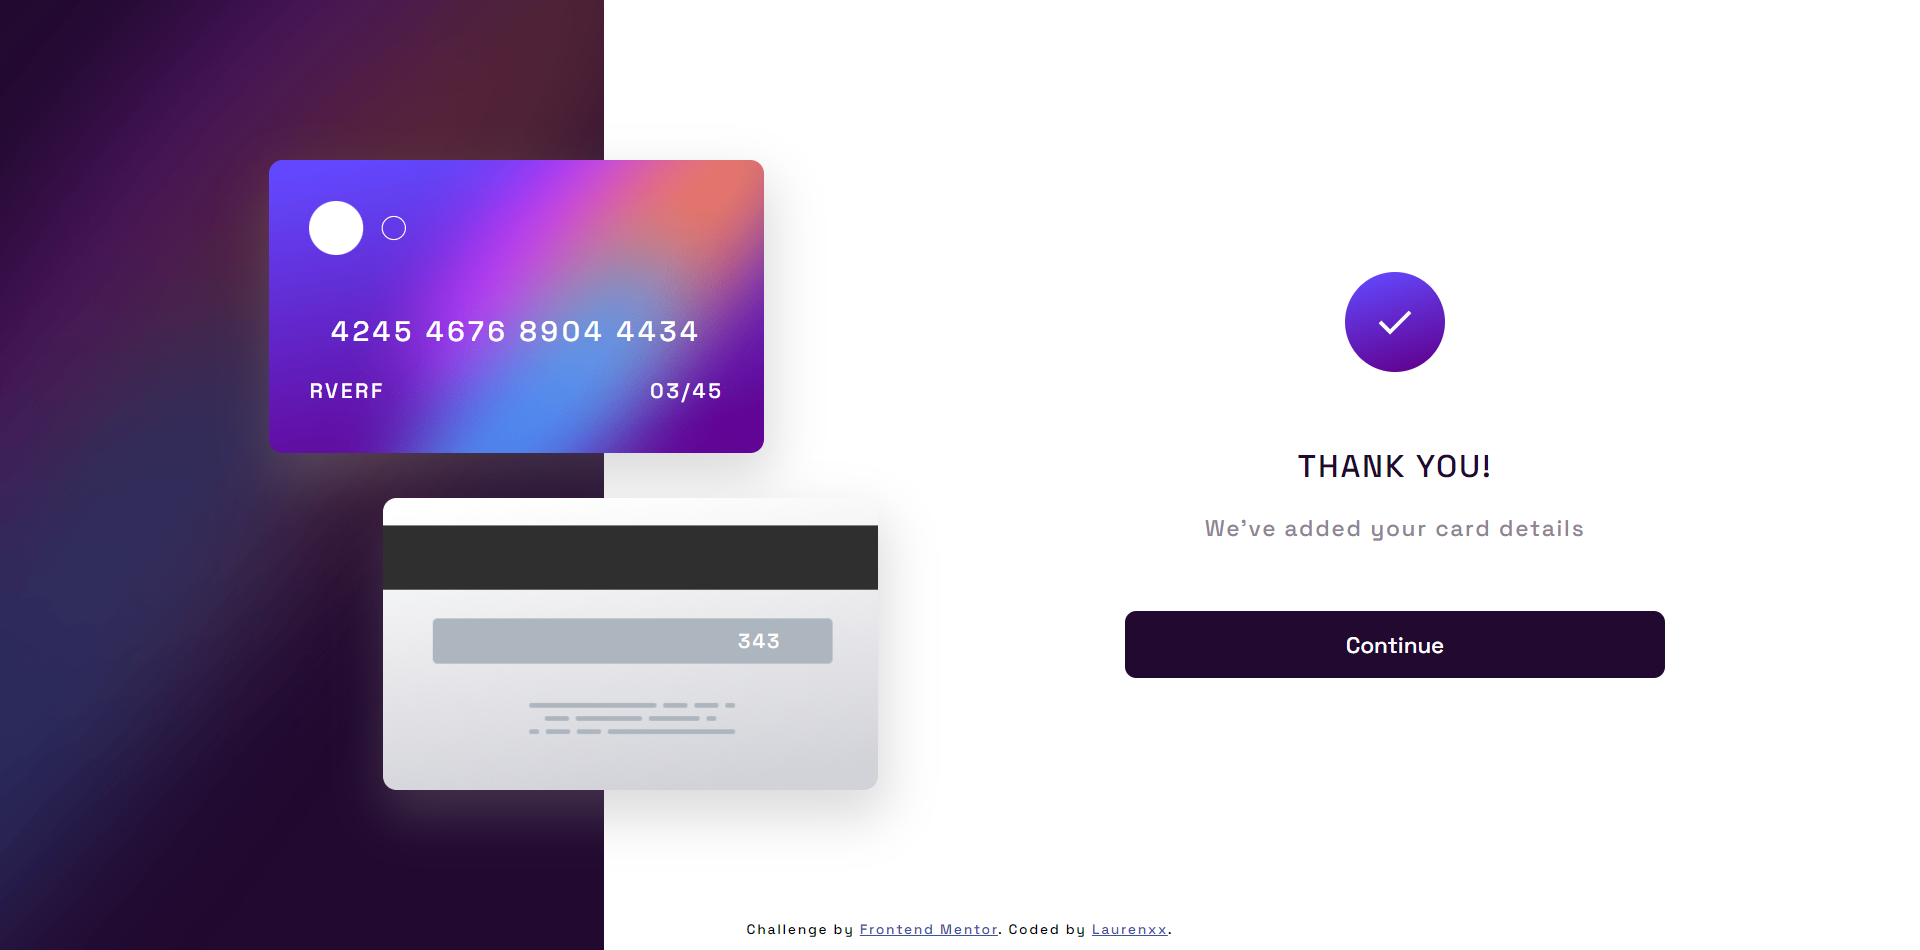 4245 4676 8904 4434
RVERF 03/45
343
THANK YOU!
We've added your card details
Continue
Challenge by Frontend Mentor. Coded by Laurenxx.